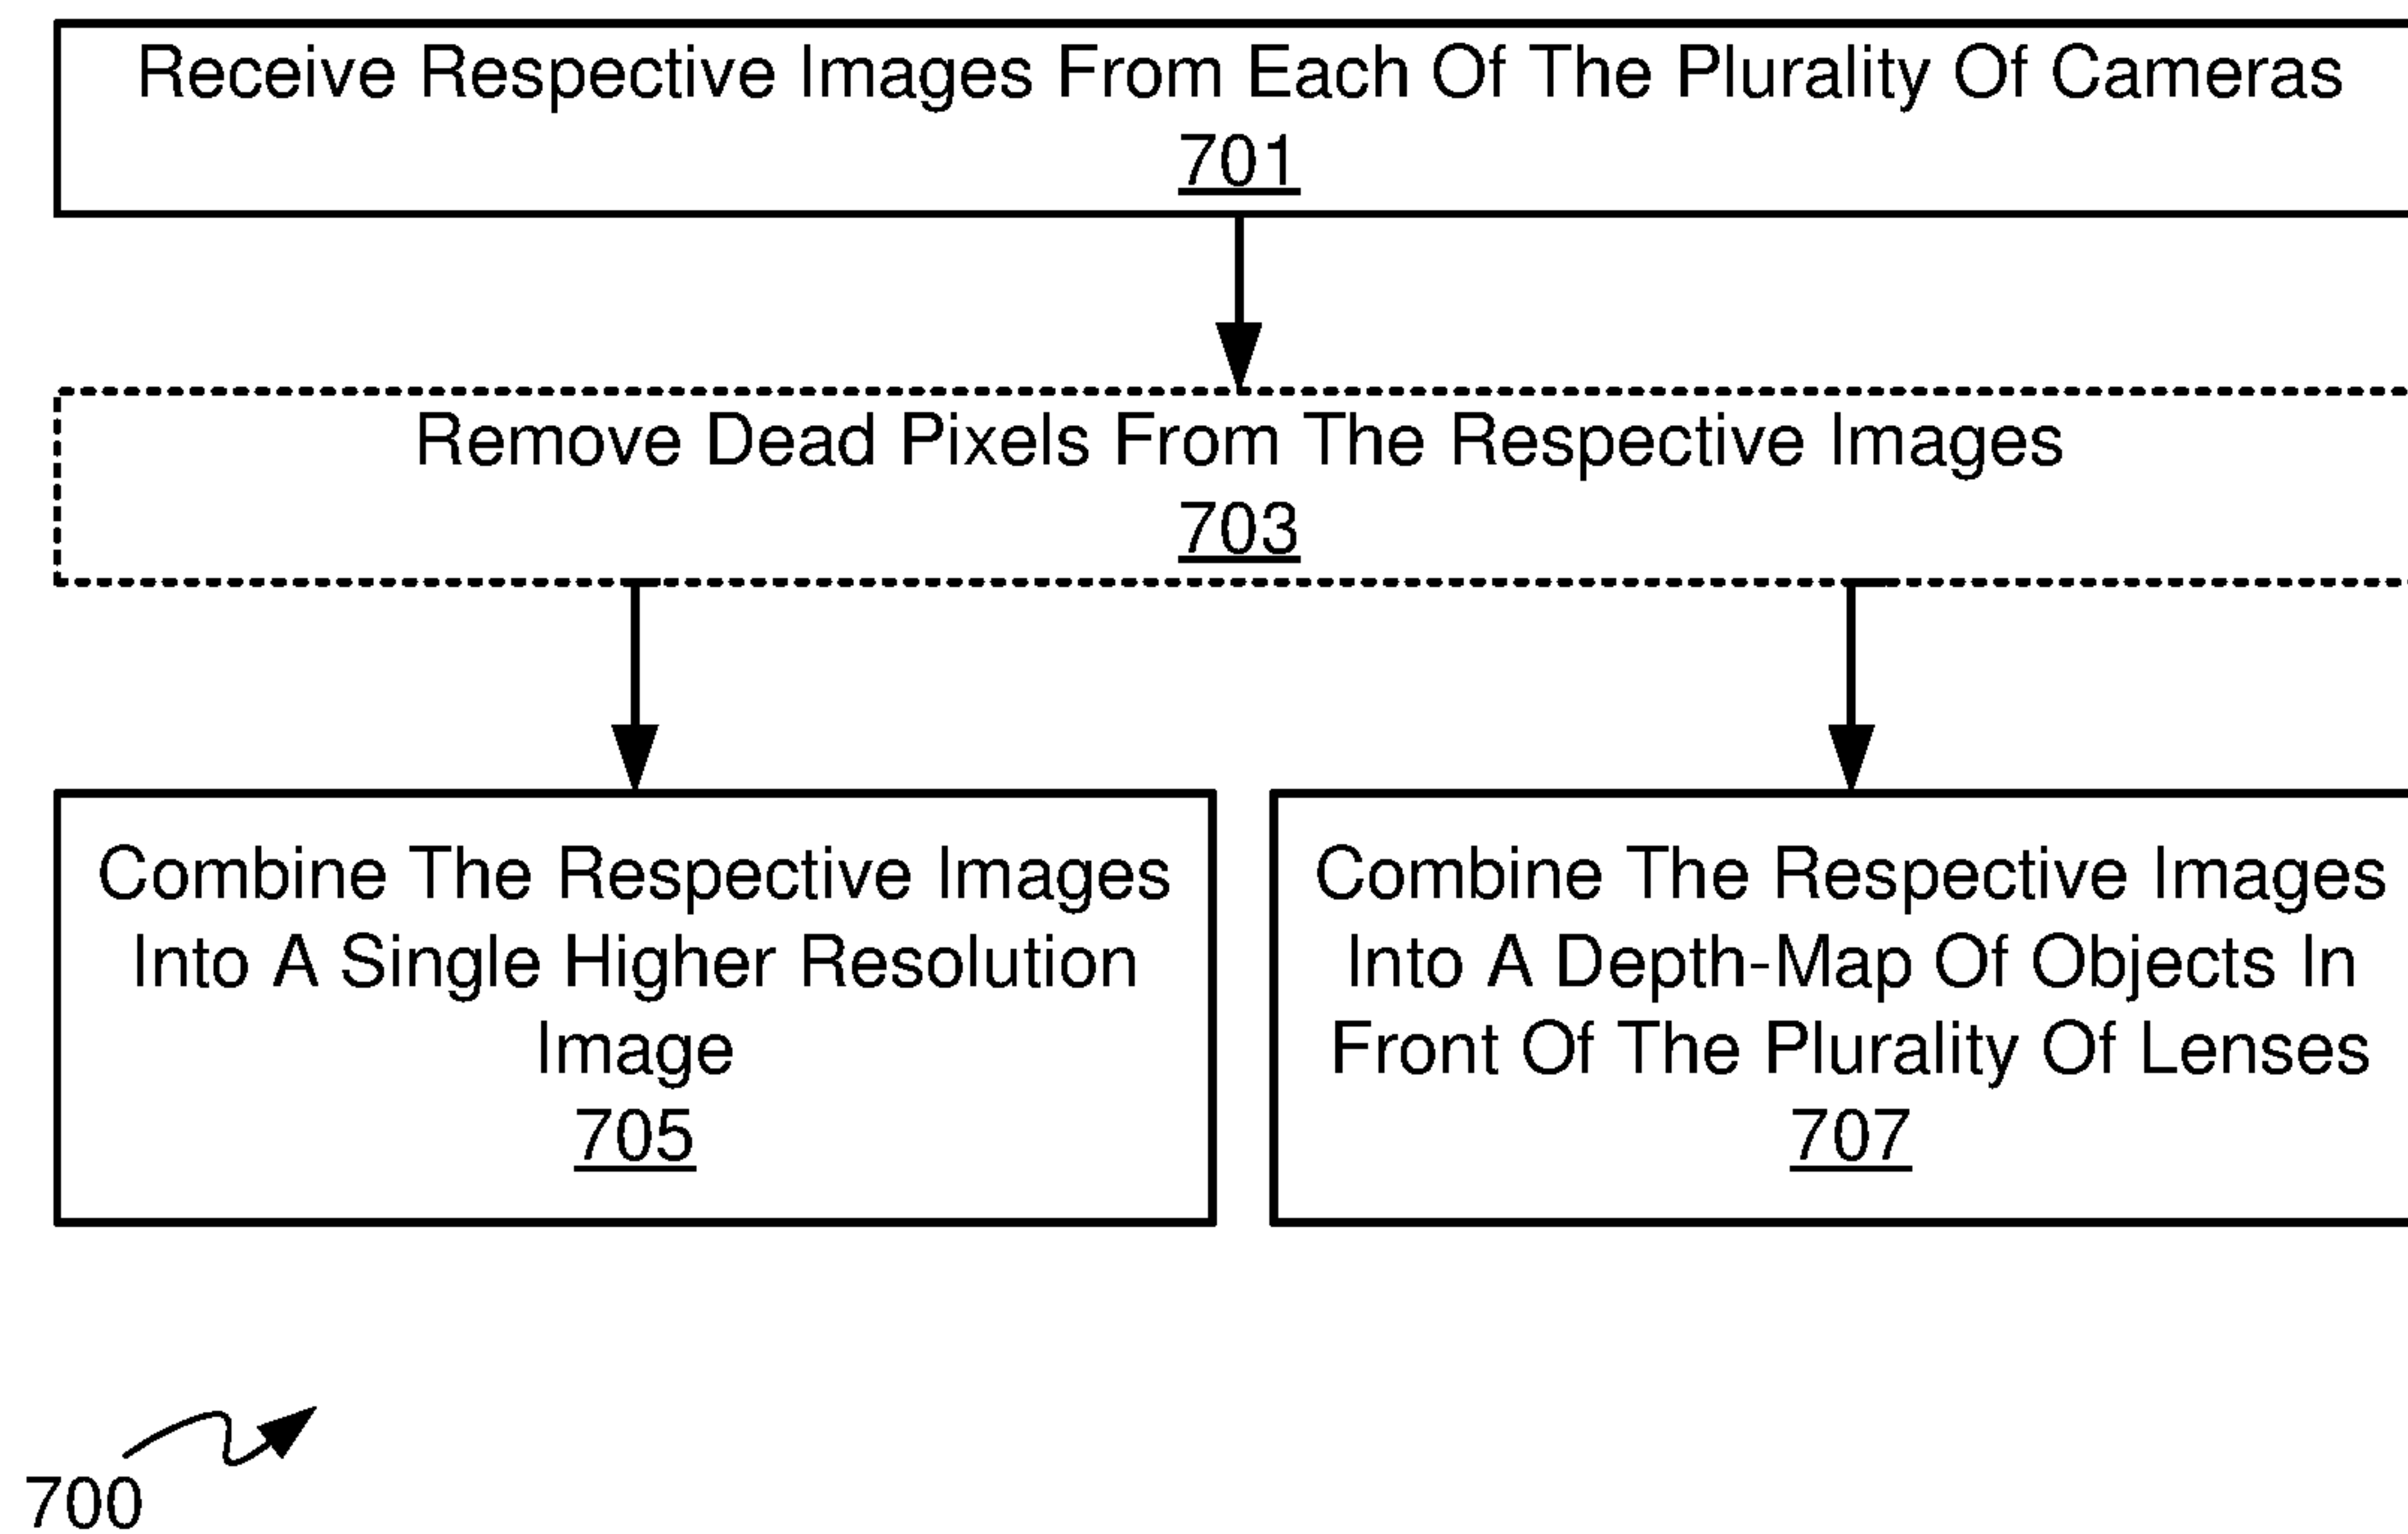 Receive Respective Images From Each Of The Plurality Of Cameras
701
Remove Dead Pixels From The Respective Images
703
Combine The Respective Images
Into A Single Higher Resolution
Image
705
Combine The Respective Images
Into A Depth-Map Of Objects In
Front Of The Plurality Of Lenses
707
700